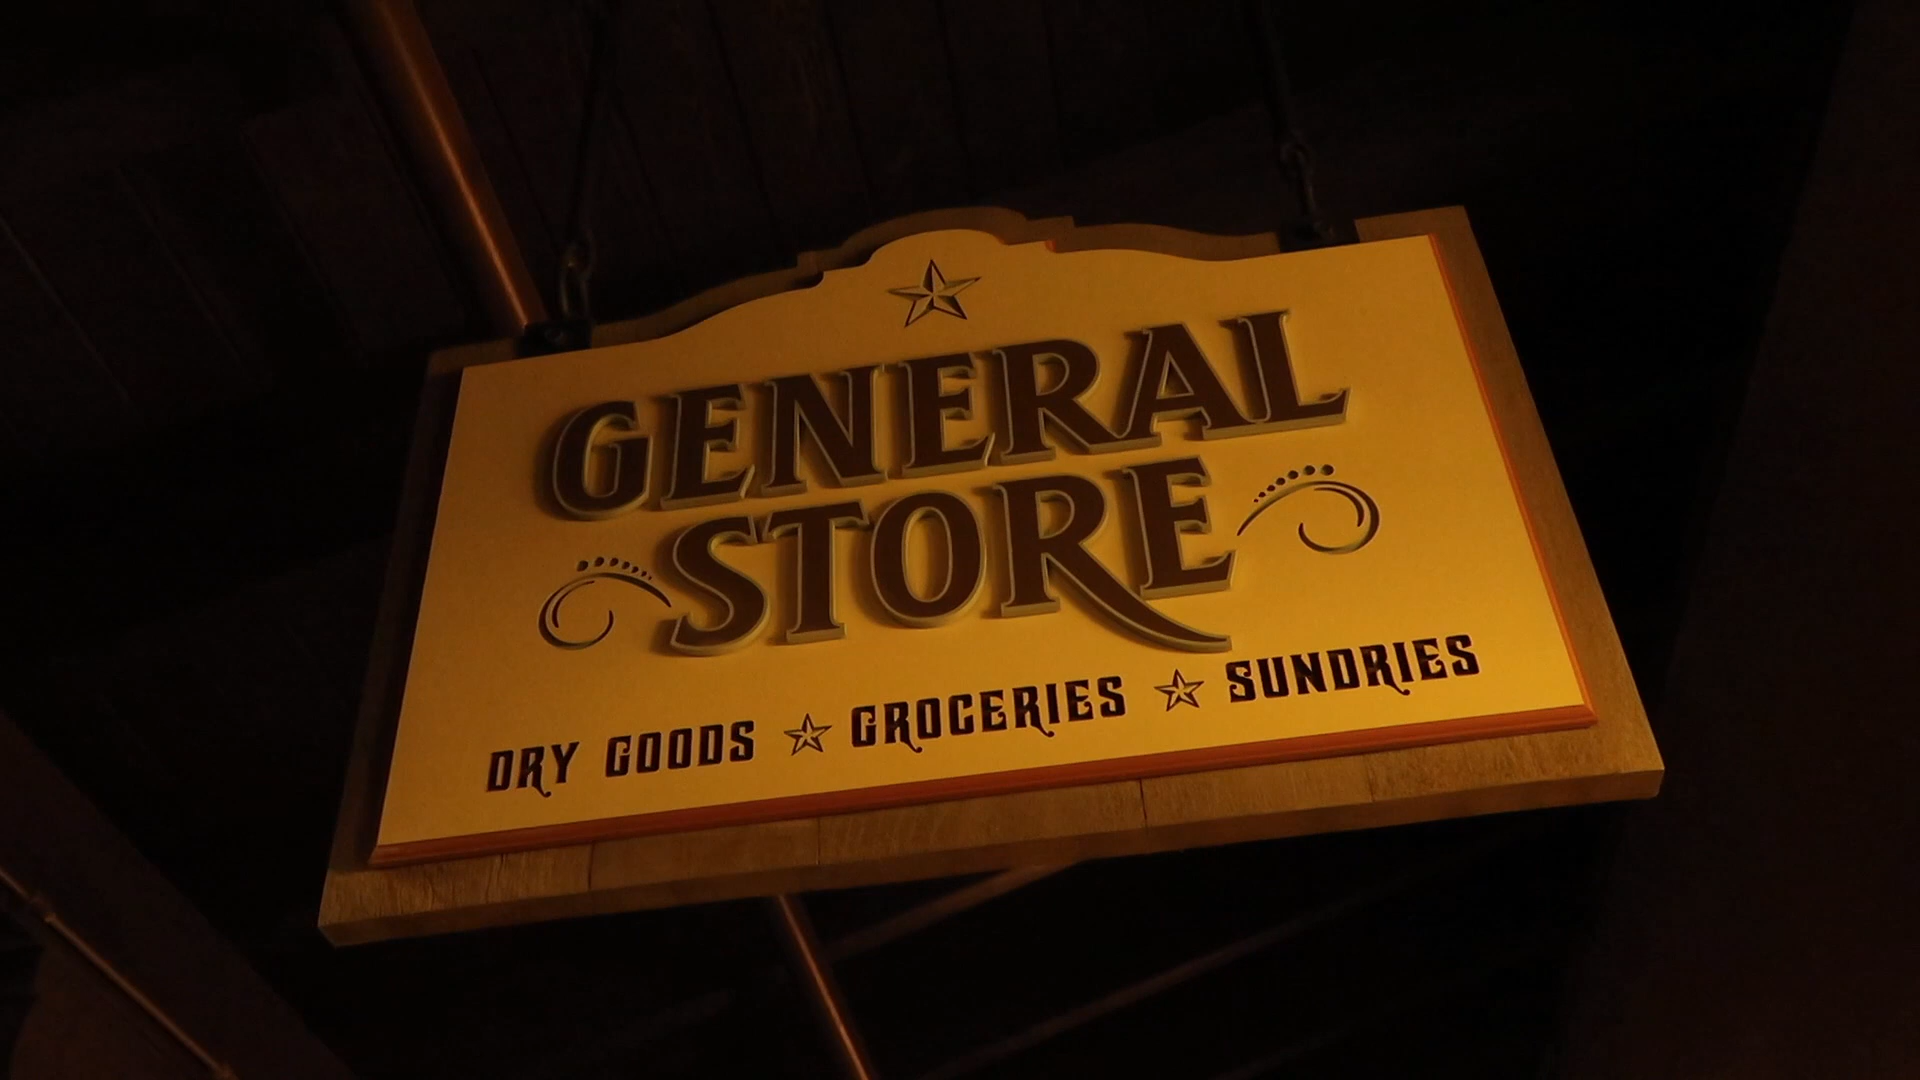 GENERAL
STORE
DRY GOODS ★ GROCERIES ★ SUNDRIES